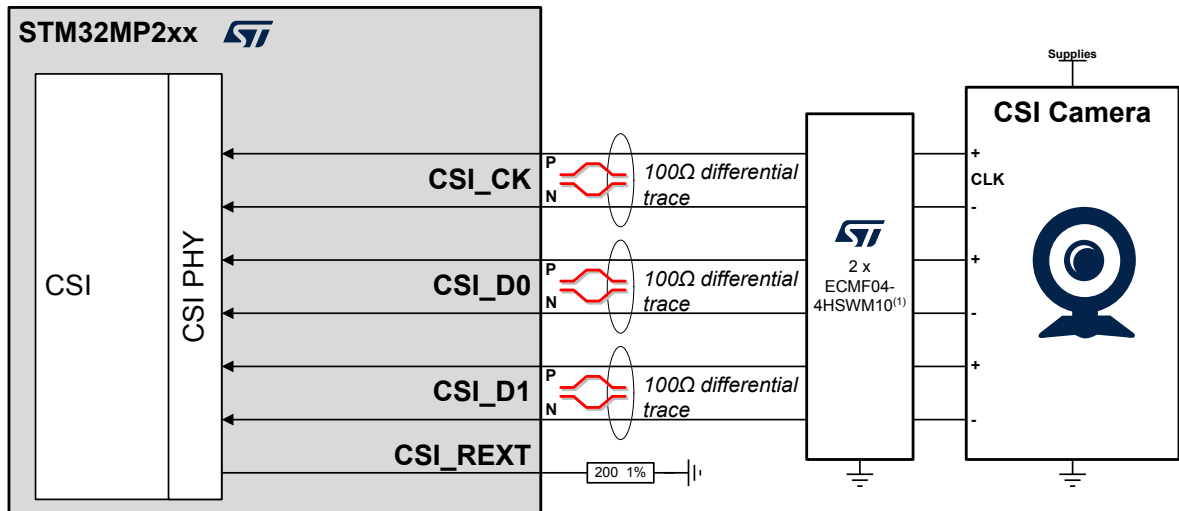 STM32MP2xx
Supplies
CSI Camera
CSI
CSI PHY
CSI_CK
P
N
100Ω differential
trace
+
CLK
-
CSI_D0
P
N
100Ω differential
trace
2 x
ECMF04-
4HSWM10(1)
+
-
CSI_D1
P
N
100Ω differential
trace
+
-
CSI_REXT
200 1%